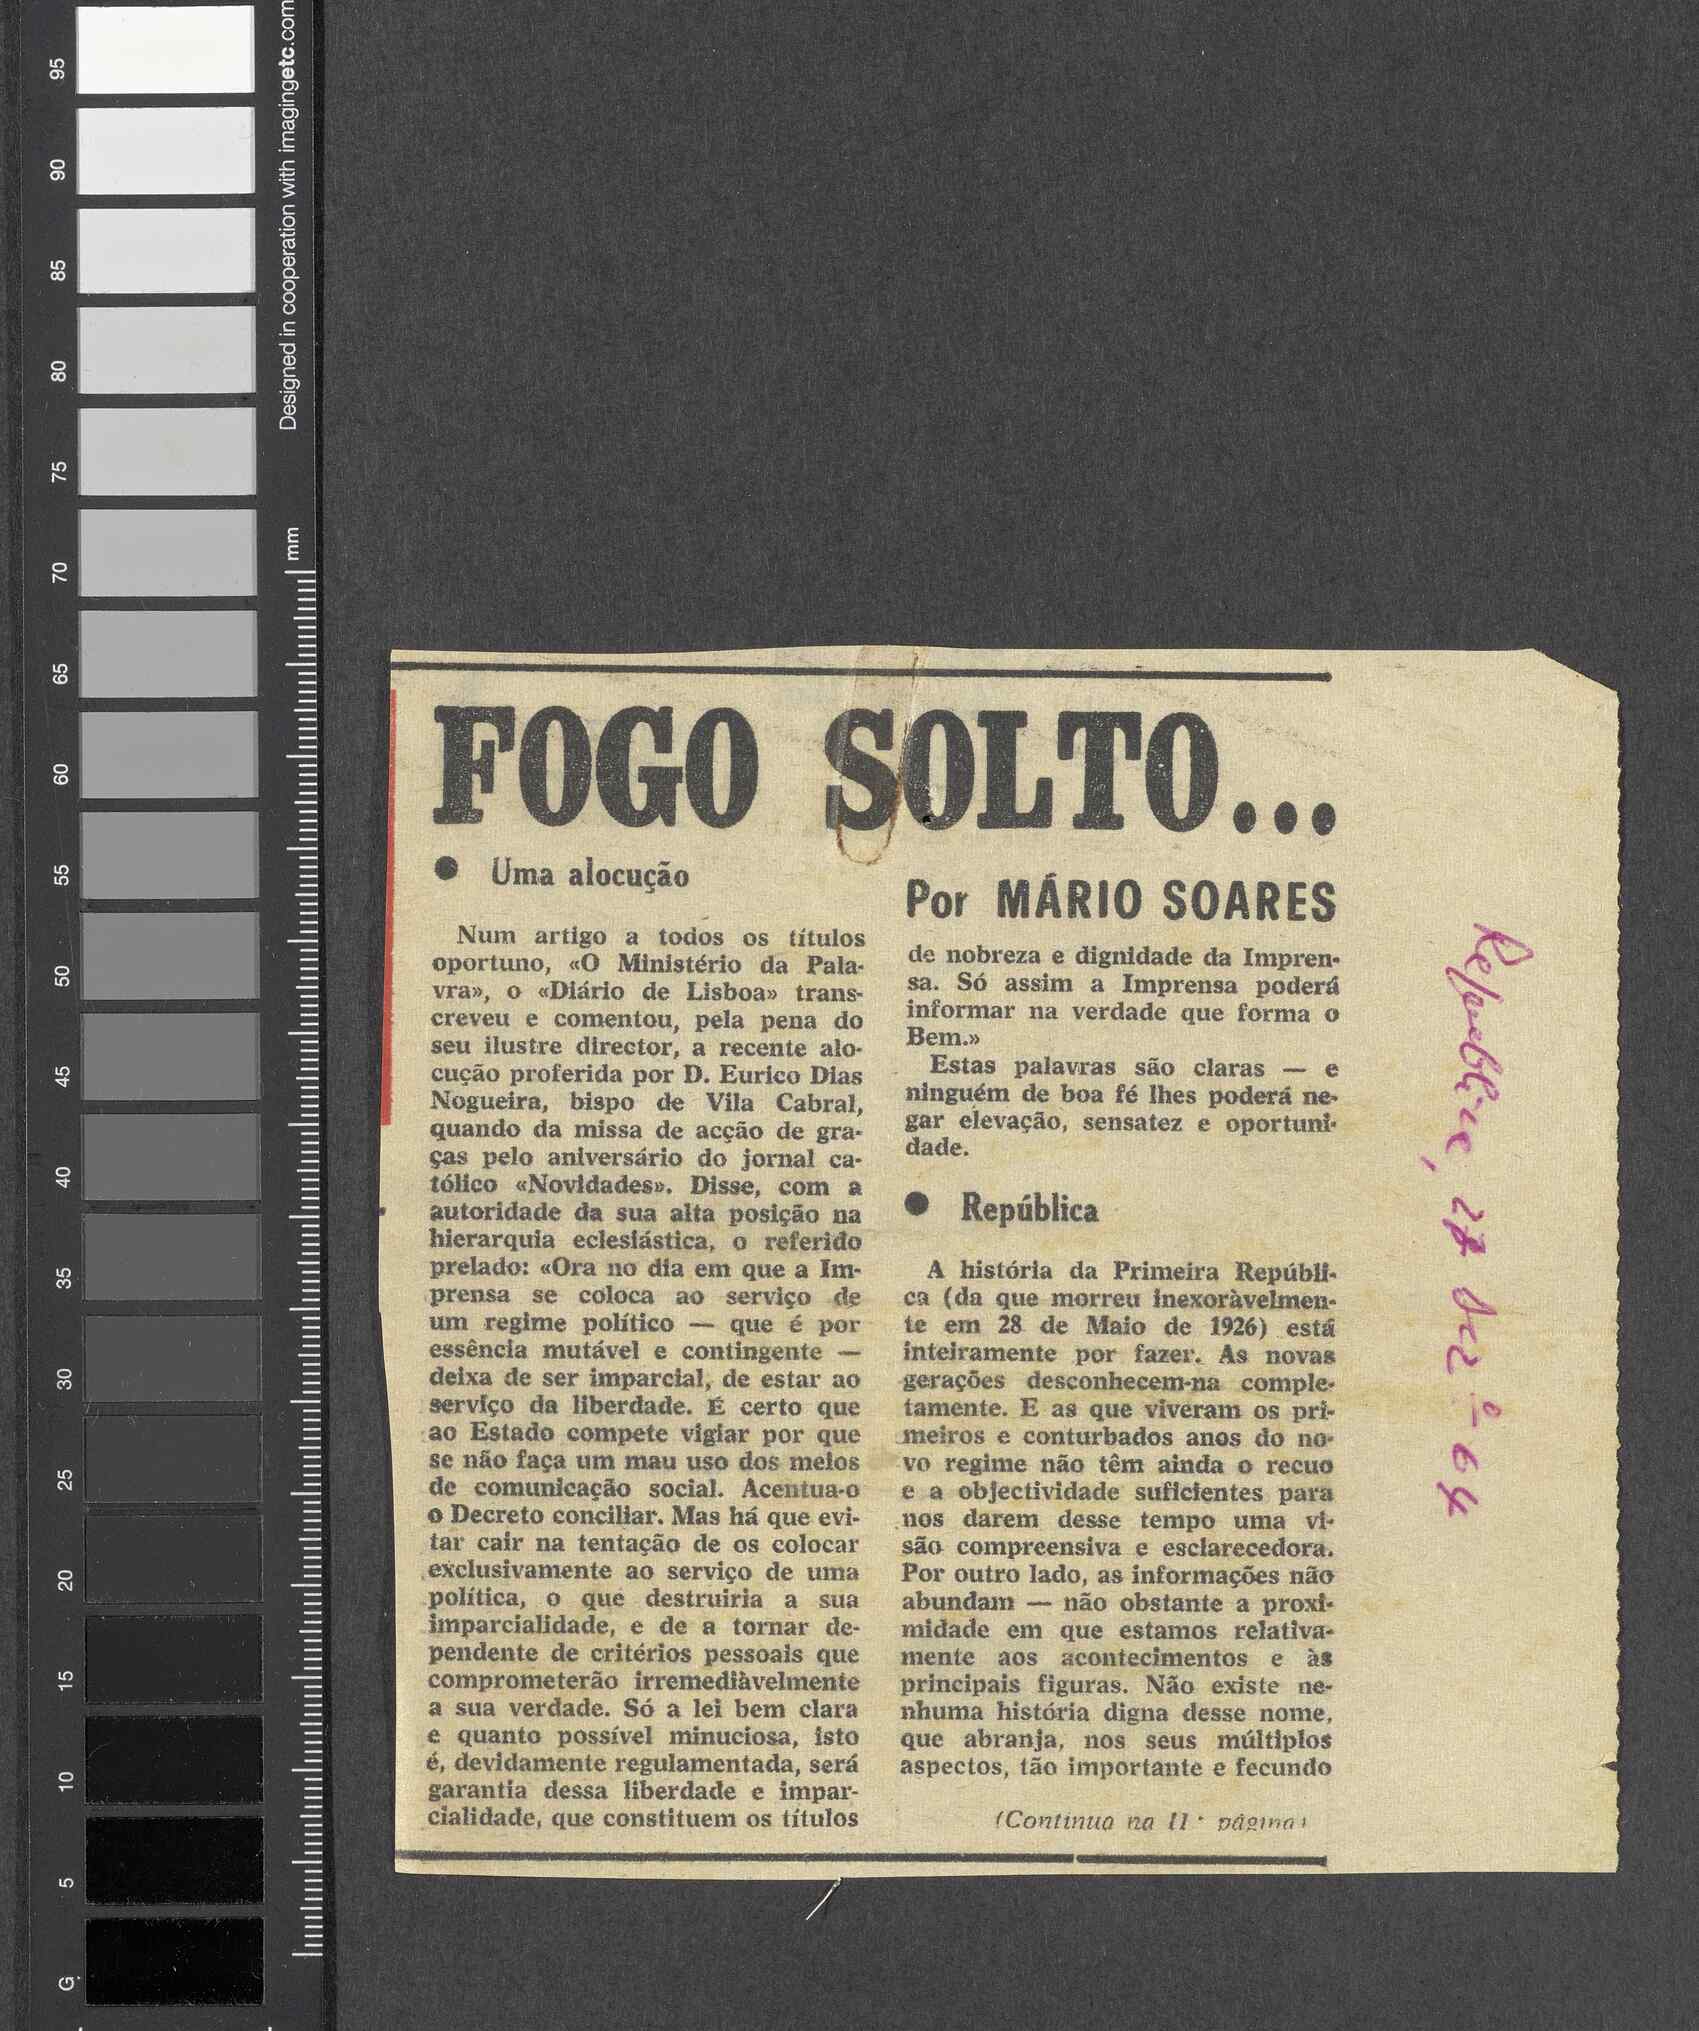 95
90
85
80
75
70
65
60
55
50
45
40
35
30
25
20
15
10
5
G
Designed in cooperation with imagingetc.com
mm
FOGO SOLTO...
● Uma alocução
Num artigo a todos os títulos
oportuno, «O Ministério da Pala-
vra», o «Diário de Lisboa» trans-
creveu e comentou, pela pena do
seu ilustre director, a recente alo-
cução proferida por D. Eurico Dias
Nogueira, bispo de Vila Cabral,
quando da missa de acção de gra-
ças pelo aniversário do jornal ca-
tólico «Novidades». Disse, com a
autoridade da sua alta posição na
hierarquia eclesiástica, o referido
prelado: «Ora no dia em que a Im-
prensa se coloca ao serviço de
um regime político — que é por
essência mutável e contingente —
deixa de ser imparcial, de estar ao
serviço da liberdade. É certo que
ao Estado compete vigiar por que
se não faça um mau uso dos meios
de comunicação social. Acentua-o
o Decreto conciliar. Mas há que evi-
tar cair na tentação de os colocar
exclusivamente ao serviço de uma
política, o que destruiria a sua
imparcialidade, e de a tornar de-
pendente de critérios pessoais que
comprometerão irremediàvelmente
a sua verdade. Só a lei bem clara
e quanto possível minuciosa, isto
é, devidamente regulamentada, será
garantia dessa liberdade e impar-
cialidade, que constituem os títulos
Por MÁRIO SOARES
de nobreza e dignidade da Impren-
sa. Só assim a Imprensa poderá
informar na verdade que forma o
Bem.»
Estas palavras são claras — e
ninguém de boa fé lhes poderá ne-
gar elevação, sensatez e oportuni-
dade.
● República
A história da Primeira Repúbli-
ca (da que morreu inexoràvelmen-
te em 28 de Maio de 1926) está
inteiramente por fazer. As novas
gerações desconhecem-na comple-
tamente. E as que viveram os pri-
meiros e conturbados anos do no-
vo regime não têm ainda o recuo
e a objectividade suficientes para
nos darem desse tempo uma vi-
são compreensiva e esclarecedora.
Por outro lado, as informações não
abundam — não obstante a proxi-
midade em que estamos relativa-
mente aos acontecimentos e às
principais figuras. Não existe ne-
nhuma história digna desse nome,
que abranja, nos seus múltiplos
aspectos, tão importante e fecundo
(Continua na 11.ª página)